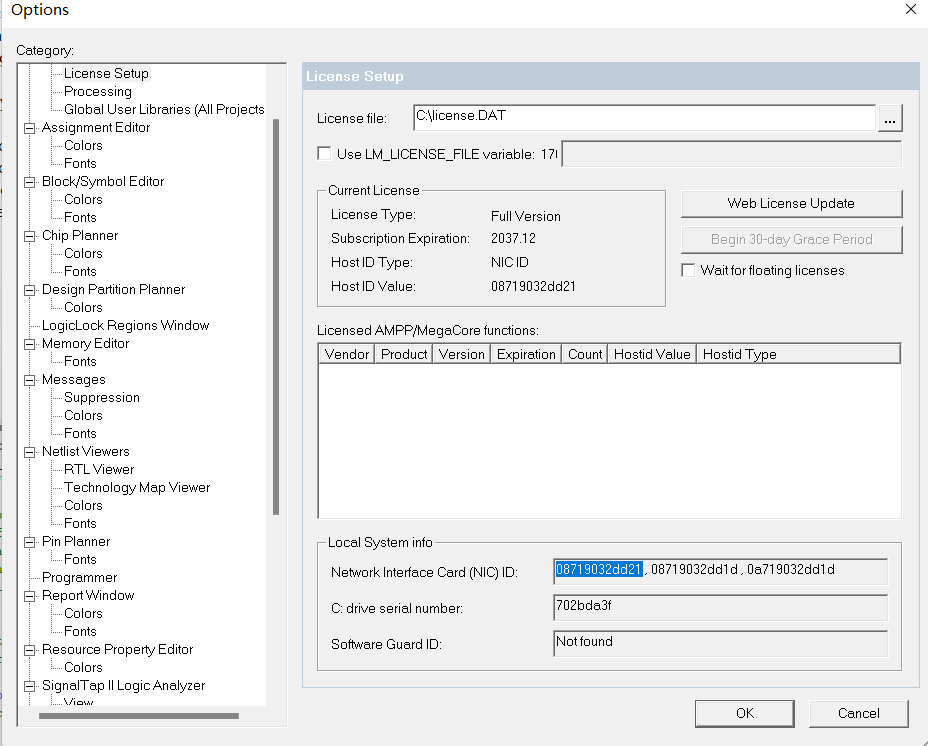 Options
Category:
License Setup
Processing
Global User Libraries (All Projects
Assignment Editor
Colors
Fonts
Block/Symbol Editor
Colors
Fonts
Chip Planner
Colors
Fonts
Design Partition Planner
Colors
LogicLock Regions Window
Memory Editor
Fonts
Messages
Suppression
Colors
Fonts
Netlist Viewers
RTL Viewer
Technology Map Viewer
Colors
Fonts
Pin Planner
Fonts
Programmer
Report Window
Colors
Fonts
Resource Property Editor
Colors
SignalTap II Logic Analyzer
View
License Setup
License file: C:\license.DAT ...
Use LM_LICENSE_FILE variable: 17
Current License
License Type: Full Version
Subscription Expiration: 2037.12
Host ID Type: NIC ID
Host ID Value: 08719032dd21
Web License Update
Begin 30-day Grace Period
Wait for floating licenses
Licensed AMPP/MegaCore functions:
Vendor Product Version Expiration Count Hostid Value Hostid Type
Local System info
Network Interface Card (NIC) ID: 08719032dd21, 08719032dd1d, 0a719032dd1d
C: drive serial number: 702bda3f
Software Guard ID: Not found
OK Cancel